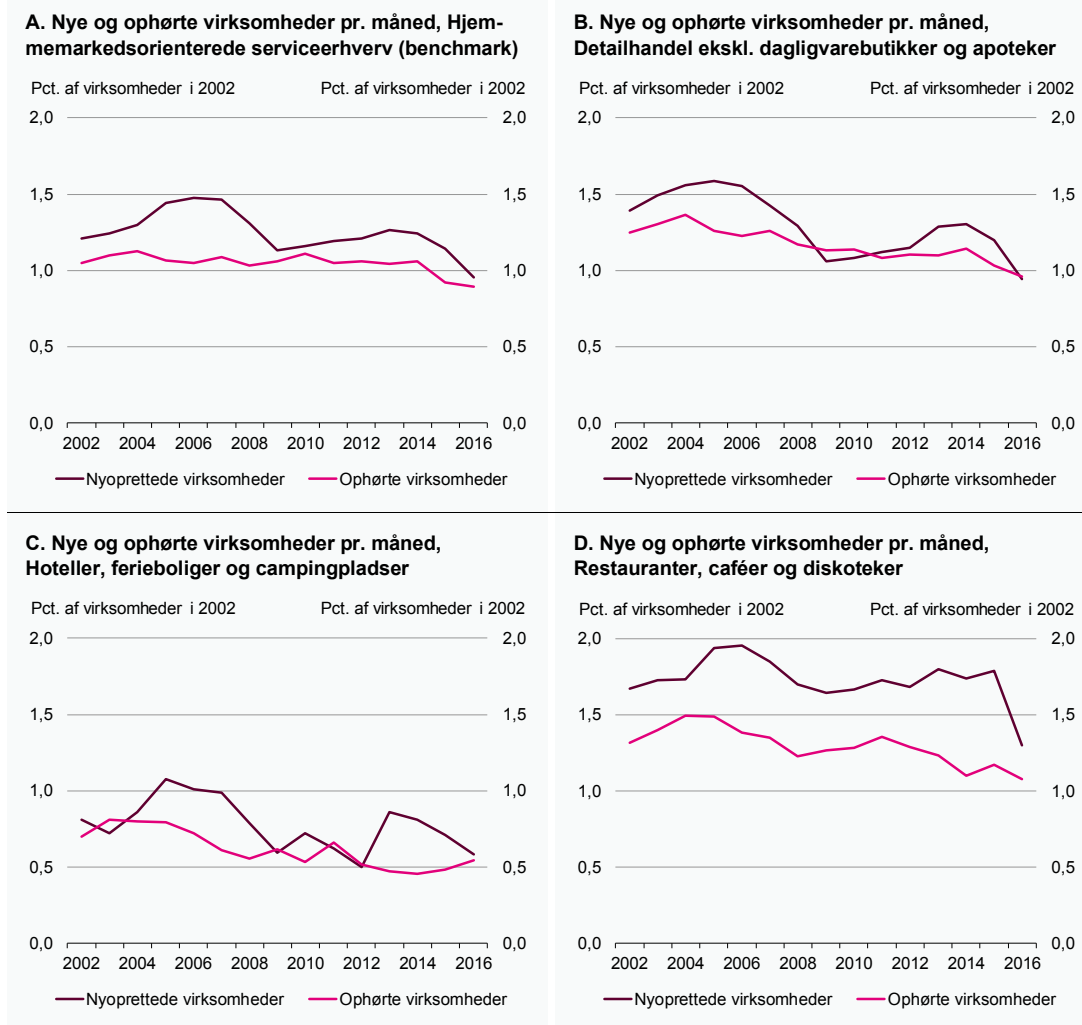 A. Nye og ophørte virksomheder pr. måned, Hjem-
memarkedsorienterede serviceerhverv (benchmark)
Pct. af virksomheder i 2002 Pct. af virksomheder i 2002
2,0 2,0
1,5 1,5
1,0 1,0
0,5 0,5
0,0 0,0
2002 2004 2006 2008 2010 2012 2014 2016
Nyoprettede virksomheder Ophørte virksomheder
B. Nye og ophørte virksomheder pr. måned,
Detailhandel ekskl. dagligvarebutikker og apoteker
Pct. af virksomheder i 2002 Pct. af virksomheder i 2002
2,0 2,0
1,5 1,5
1,0 1,0
0,5 0,5
0,0 0,0
2002 2004 2006 2008 2010 2012 2014 2016
Nyoprettede virksomheder Ophørte virksomheder
C. Nye og ophørte virksomheder pr. måned,
Hoteller, ferieboliger og campingpladser
Pct. af virksomheder i 2002 Pct. af virksomheder i 2002
2,0 2,0
1,5 1,5
1,0 1,0
0,5 0,5
0,0 0,0
2002 2004 2006 2008 2010 2012 2014 2016
Nyoprettede virksomheder Ophørte virksomheder
D. Nye og ophørte virksomheder pr. måned,
Restauranter, caféer og diskoteker
Pct. af virksomheder i 2002 Pct. af virksomheder i 2002
2,0 2,0
1,5 1,5
1,0 1,0
0,5 0,5
0,0 0,0
2002 2004 2006 2008 2010 2012 2014 2016
Nyoprettede virksomheder Ophørte virksomheder